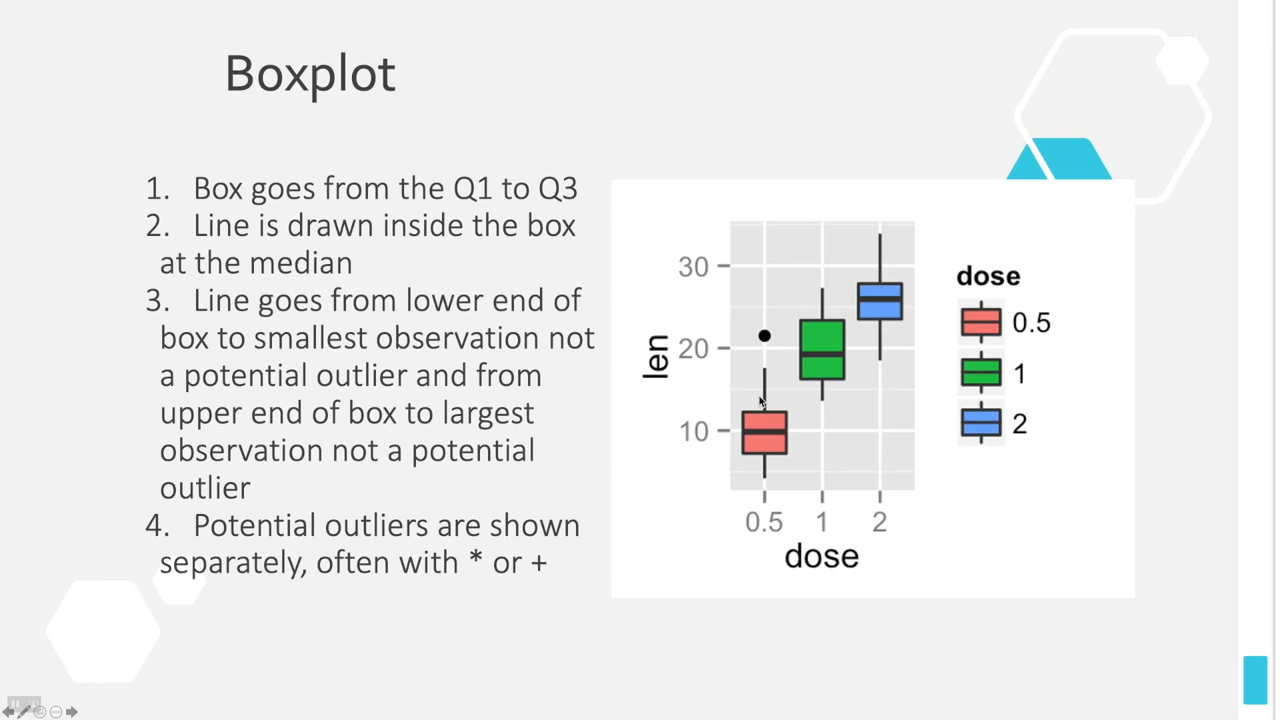 Boxplot
1. Box goes from the Q1 to Q3
2. Line is drawn inside the box
at the median
3. Line goes from lower end of
box to smallest observation not
a potential outlier and from
upper end of box to largest
observation not a potential
outlier
4. Potential outliers are shown
separately, often with * or +
30
20
10
len
0.5 1 2
dose
dose
0.5
1
2